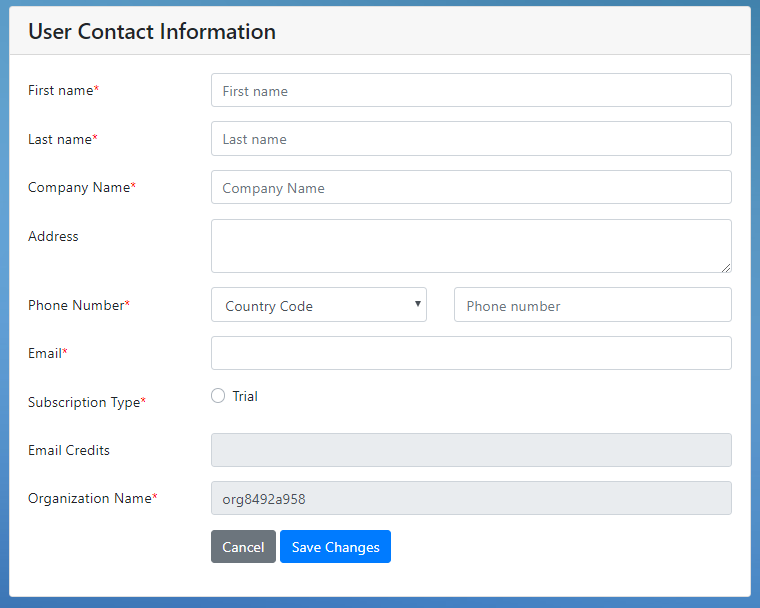 User Contact Information
First name* First name
Last name* Last name
Company Name* Company Name
Address
Phone Number* Country Code Phone number
Email*
Subscription Type* Trial
Email Credits
Organization Name* org8492a958
Cancel Save Changes